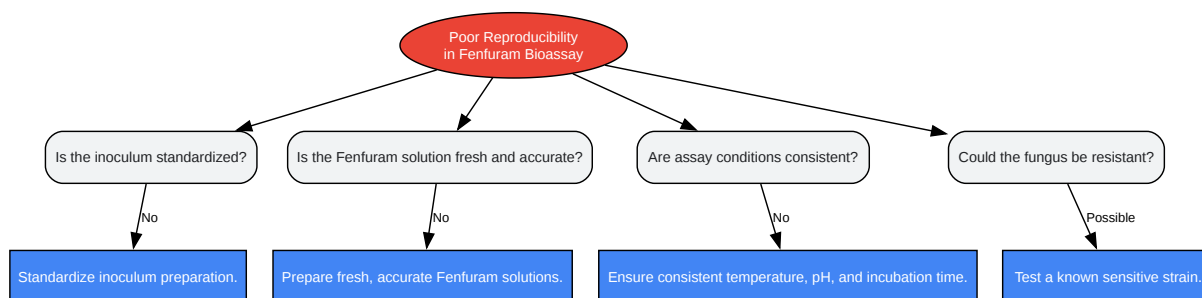 Poor Reproducibility
in Fenfuram Bioassay
Is the inoculum standardized?
Is the Fenfuram solution fresh and accurate?
Are assay conditions consistent?
Could the fungus be resistant?
No
No
No
Possible
Standardize inoculum preparation.
Prepare fresh, accurate Fenfuram solutions.
Ensure consistent temperature, pH, and incubation time.
Test a known sensitive strain.